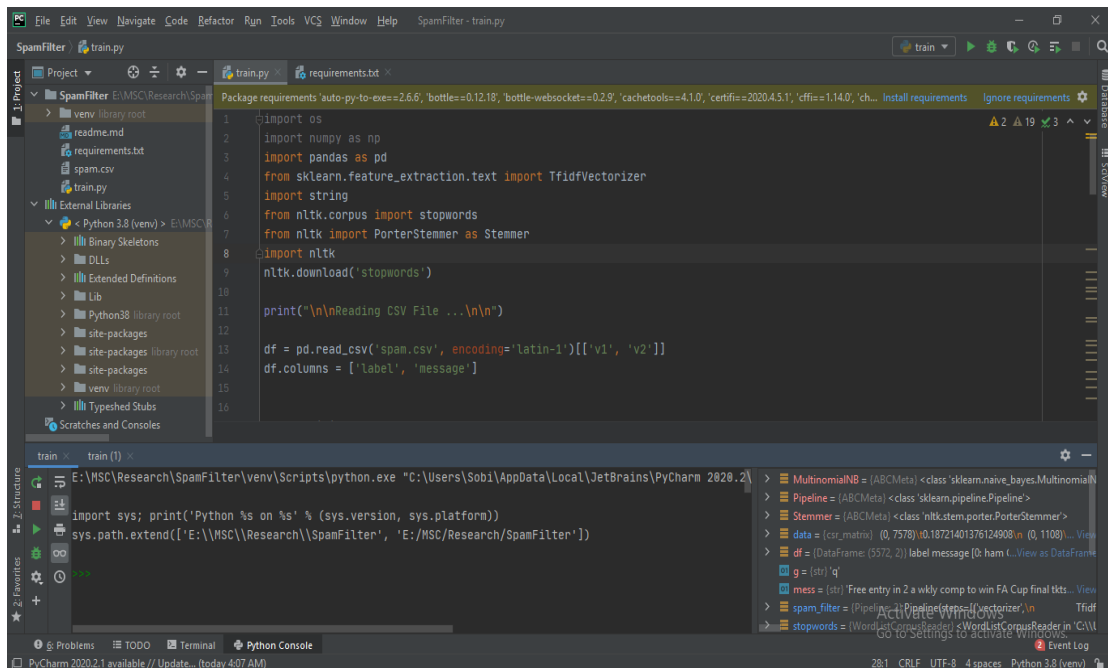 PC File Edit View Navigate Code Refactor Run Tools VCS Window Help SpamFilter - train.py
SpamFilter train.py train
1: Project
Project
train.py requirements.txt
SpamFilter E:\MSC\Research\Spam
venv library root
readme.md
requirements.txt
spam.csv
train.py
External Libraries
< Python 3.8 (venv) > E:\MSC\R
Binary Skeletons
DLLs
Extended Definitions
Lib
Python38 library root
site-packages
site-packages library root
site-packages
venv library root
Typeshed Stubs
Scratches and Consoles
Package requirements 'auto-py-to-exe==2.6.6', 'bottle==0.12.18', 'bottle-websocket==0.2.9', 'cachetools==4.1.0', 'certifi==2020.4.5.1', 'cffi==1.14.0', 'ch... Install requirements Ignore requirements
2 19 3
1 import os
2 import numpy as np
3 import pandas as pd
4 from sklearn.feature_extraction.text import TfidfVectorizer
5 import string
6 from nltk.corpus import stopwords
7 from nltk import PorterStemmer as Stemmer
8 import nltk
9 nltk.download('stopwords')
10
11 print("\n\nReading CSV File ...\n\n")
12
13 df = pd.read_csv('spam.csv', encoding='latin-1')[['v1', 'v2']]
14 df.columns = ['label', 'message']
15
16
Database
SciView
train train (1)
E:\MSC\Research\SpamFilter\venv\Scripts\python.exe "C:\Users\Sobi\AppData\Local\JetBrains\PyCharm 2020.2\
import sys; print('Python %s on %s' % (sys.version, sys.platform))
sys.path.extend(['E:\\MSC\\Research\\SpamFilter', 'E:/MSC/Research/SpamFilter'])
>>>
MultinomialNB = {ABCMeta} <class 'sklearn.naive_bayes.MultinomialN
Pipeline = {ABCMeta} <class 'sklearn.pipeline.Pipeline'>
Stemmer = {ABCMeta} <class 'nltk.stem.porter.PorterStemmer'>
data = {csr_matrix} (0, 7578)\t0.18721401376124908\n (0, 1108)\... View
df = {DataFrame: (5572, 2)} label message [0: ham (...View as DataFrame
g = {str} 'q'
mess = {str} 'Free entry in 2 a wkly comp to win FA Cup final tkts... View
spam_filter = {Pipeline: 2} Pipeline(steps=[('vectorizer',\n Tfidf
stopwords = {WordListCorpusReader} <WordListCorpusReader in 'C:\\
Activate Windows
Go to Settings to activate Windows.
7: Structure
2: Favorites
6: Problems TODO Terminal Python Console 2 Event Log
PyCharm 2020.2.1 available // Update... (today 4:07 AM) 28:1 CRLF UTF-8 4 spaces Python 3.8 (venv)